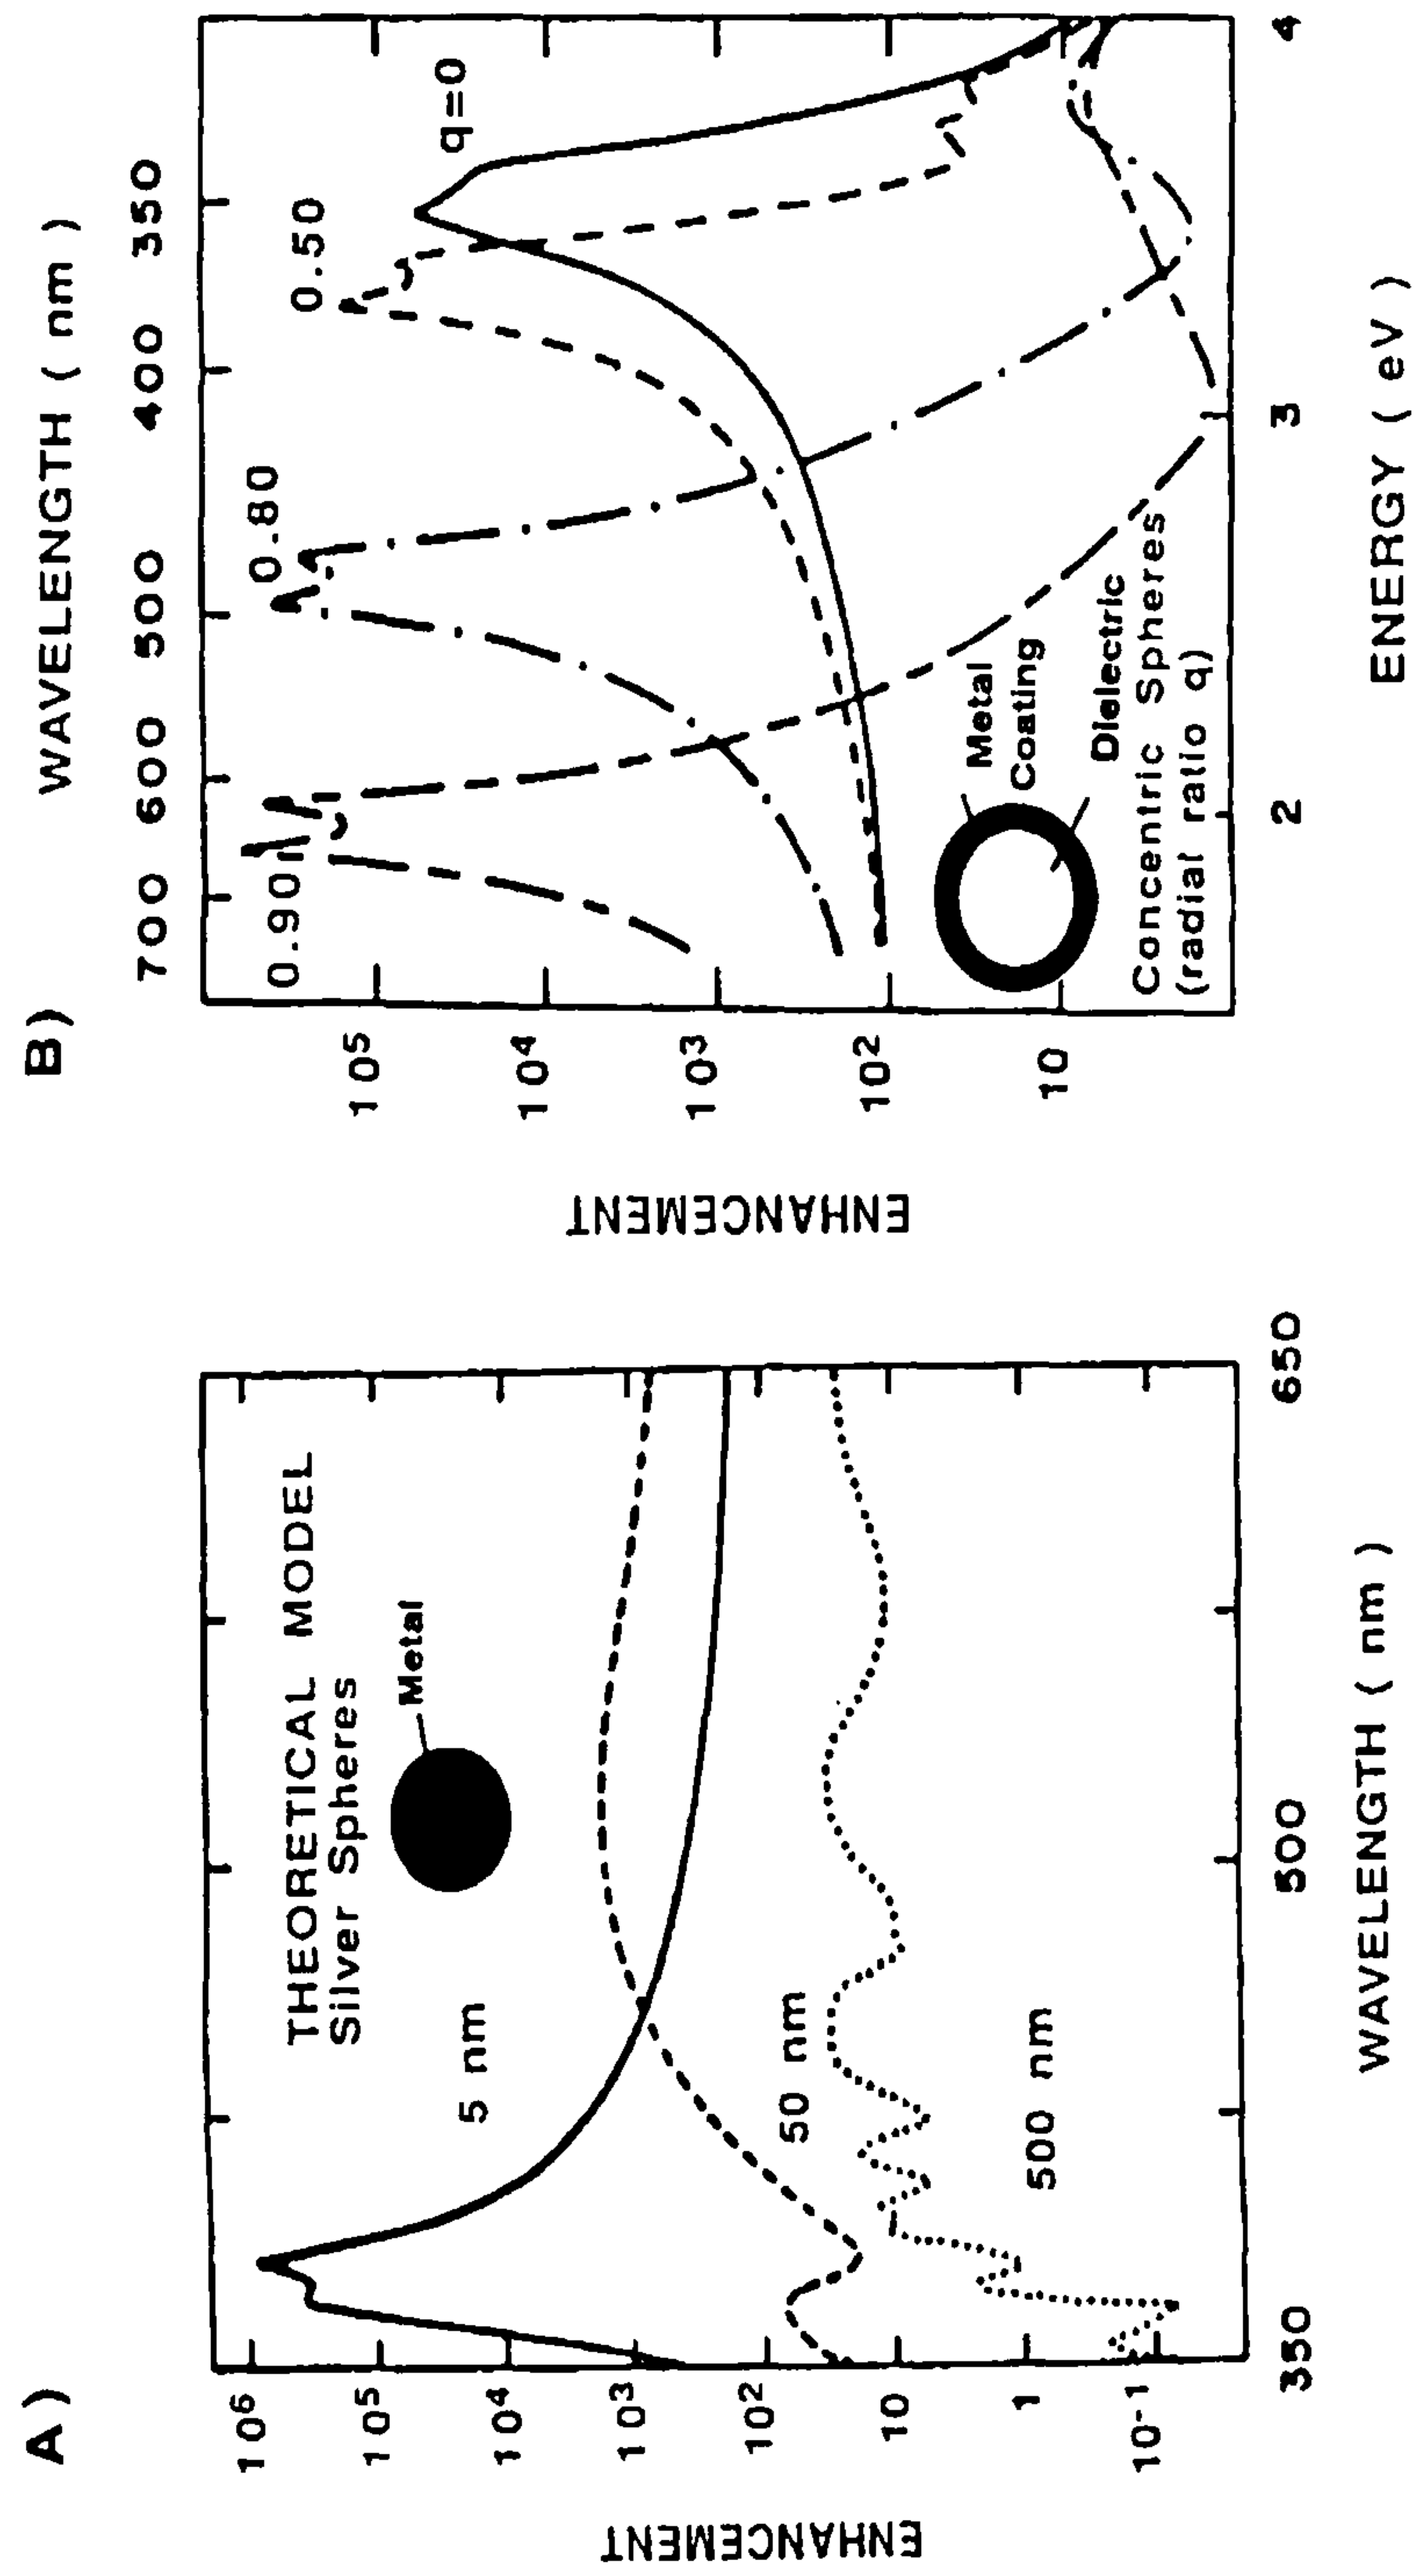 A)
THEORETICAL MODEL
Silver Spheres
Metal
5 nm
50 nm
500 nm
10⁶
10⁵
10⁴
10³
10²
10
1
10⁻¹
ENHANCEMENT
350
500
650
WAVELENGTH ( nm )
B)
WAVELENGTH ( nm )
700
600
500
400
350
0.90
0.80
0.50
q=0
10⁵
10⁴
10³
10²
10
ENHANCEMENT
Metal
Coating
Dielectric
Concentric Spheres
(radial ratio q)
2
3
4
ENERGY ( eV )